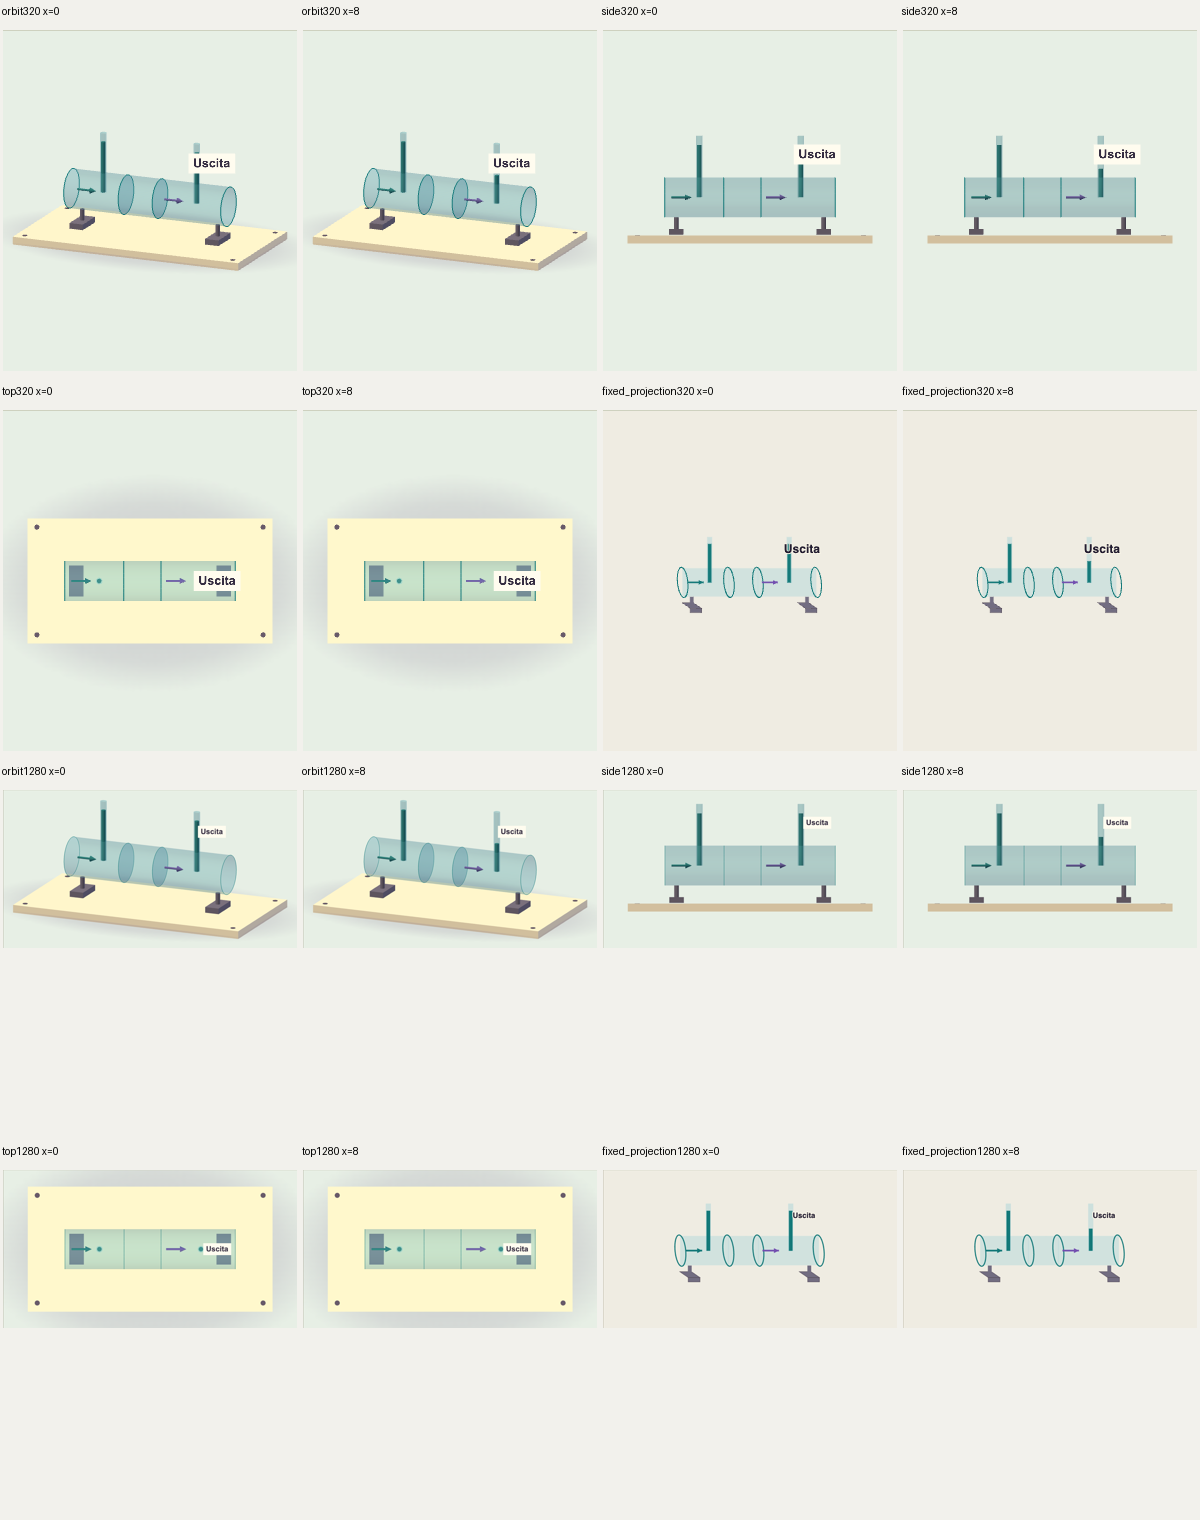 orbit320 x=0
orbit320 x=8
side320 x=0
side320 x=8
Uscita
Uscita
Uscita
Uscita
top320 x=0
top320 x=8
fixed_projection320 x=0
fixed_projection320 x=8
Uscita
Uscita
Uscita
Uscita
orbit1280 x=0
orbit1280 x=8
side1280 x=0
side1280 x=8
Uscita
Uscita
Uscita
Uscita
top1280 x=0
top1280 x=8
fixed_projection1280 x=0
fixed_projection1280 x=8
Uscita
Uscita
Uscita
Uscita